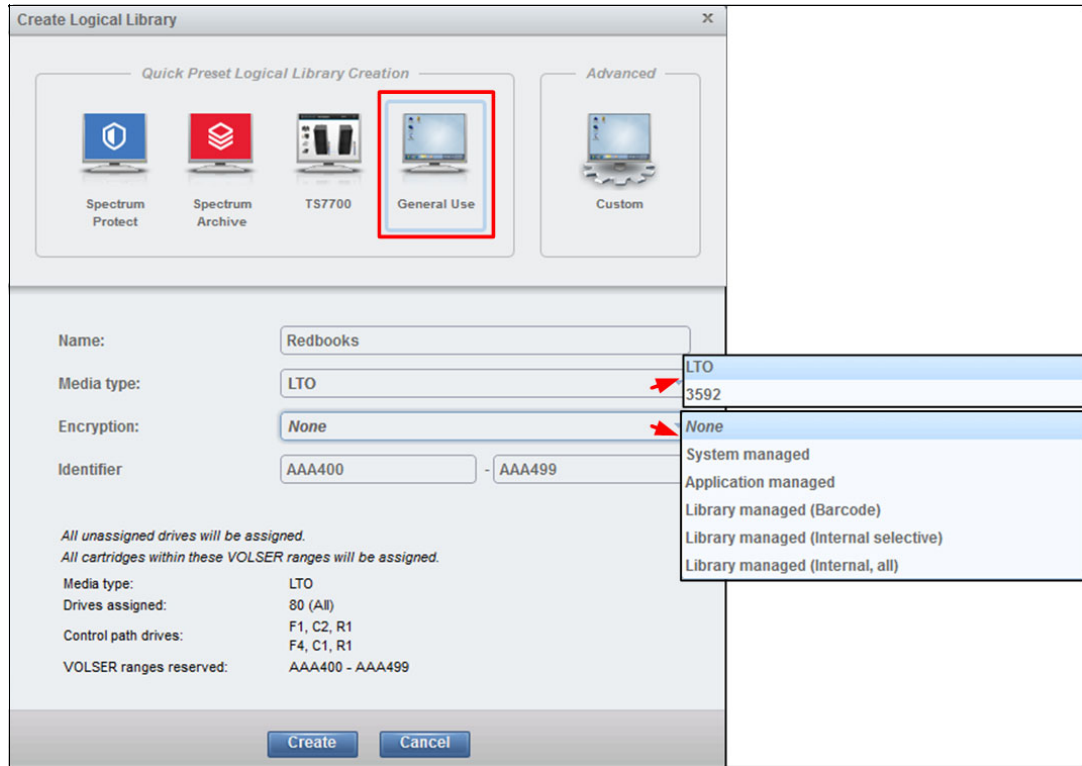 Create Logical Library x
Quick Preset Logical Library Creation
Advanced
Spectrum Protect
Spectrum Archive
TS7700
General Use
Custom
Name: Redbooks
Media type: LTO
LTO
3592
Encryption: None
None
System managed
Application managed
Library managed (Barcode)
Library managed (Internal selective)
Library managed (Internal, all)
Identifier AAA400 - AAA499
All unassigned drives will be assigned.
All cartridges within these VOLSER ranges will be assigned.
Media type: LTO
Drives assigned: 80 (All)
Control path drives: F1, C2, R1
F4, C1, R1
VOLSER ranges reserved: AAA400 - AAA499
Create Cancel